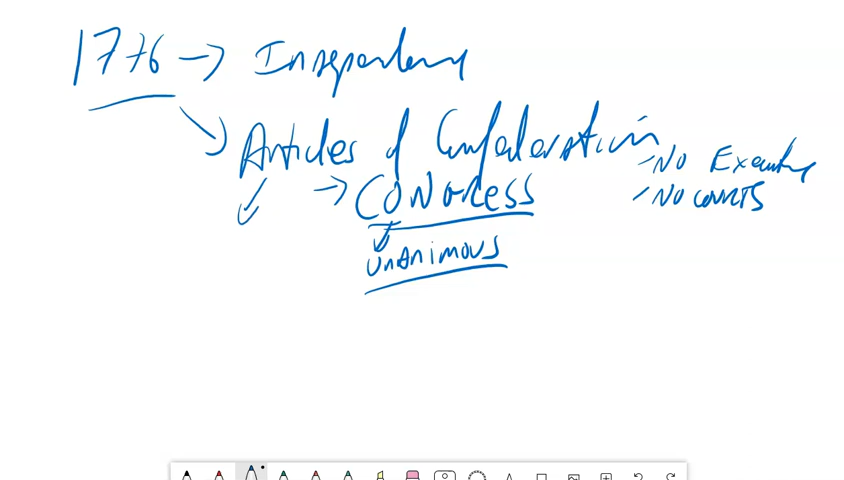 1776 → Independence
→ Articles of Confederation
- No Executive
→ CONGRESS
- NO COURTS
UNANIMOUS